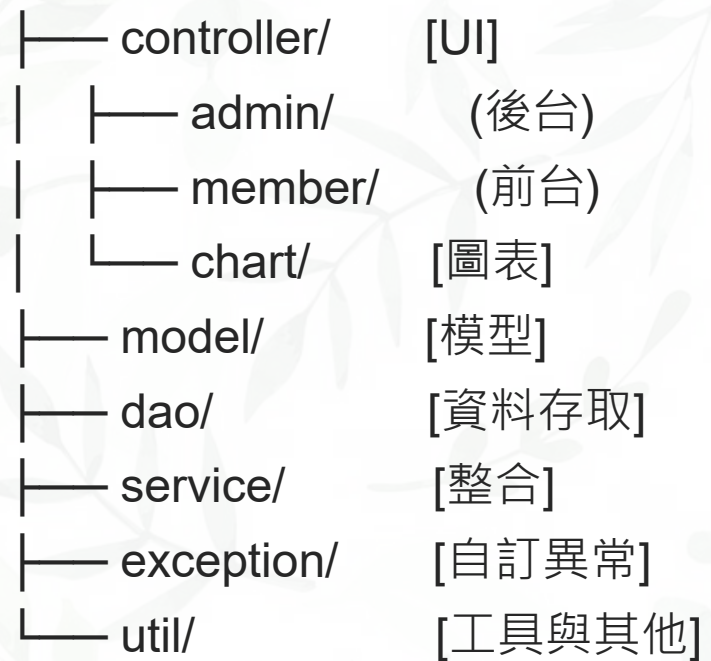 ├── controller/ [UI]
│ ├── admin/ (後台)
│ ├── member/ (前台)
│ └── chart/ [圖表]
├── model/ [模型]
├── dao/ [資料存取]
├── service/ [整合]
├── exception/ [自訂異常]
└── util/ [工具與其他]